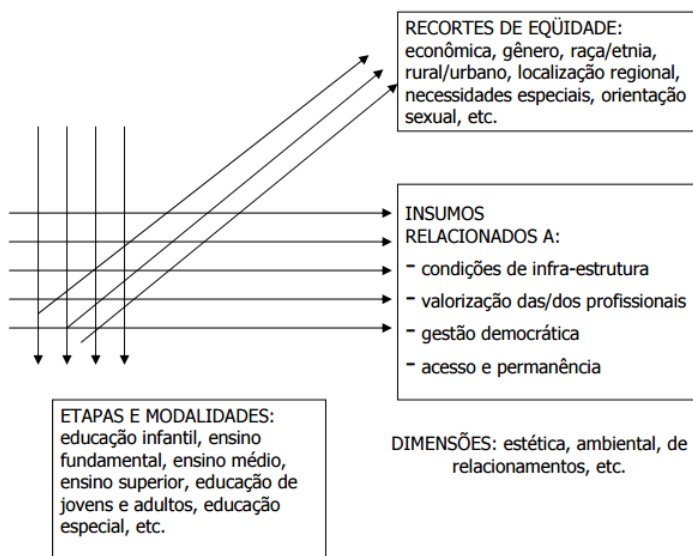 RECORTES DE EQÜIDADE:
econômica, gênero, raça/etnia,
rural/urbano, localização regional,
necessidades especiais, orientação
sexual, etc.
INSUMOS
RELACIONADOS A:
- condições de infra-estrutura
- valorização das/dos profissionais
- gestão democrática
- acesso e permanência
ETAPAS E MODALIDADES:
educação infantil, ensino
fundamental, ensino médio,
ensino superior, educação de
jovens e adultos, educação
especial, etc.
DIMENSÕES: estética, ambiental, de
relacionamentos, etc.